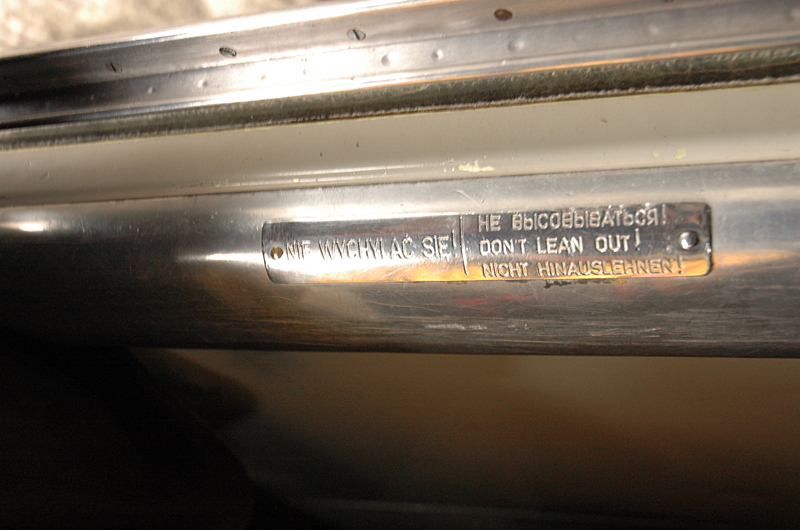 NIE WYCHYLAĆ SIĘ!
НЕ ВЫСОВЫВАТЬСЯ!
DON'T LEAN OUT!
NICHT HINAUSLEHNEN!